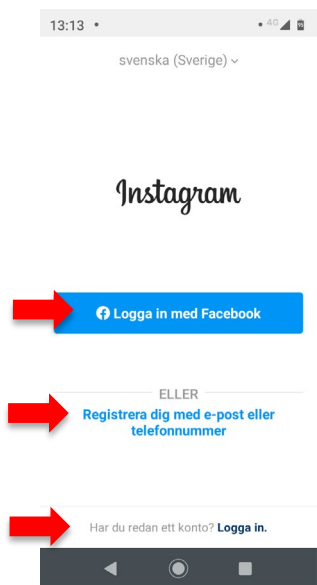 13:13
4G
svenska (Sverige)
Instagram
Logga in med Facebook
ELLER
Registrera dig med e-post eller
telefonnummer
Har du redan ett konto? Logga in.